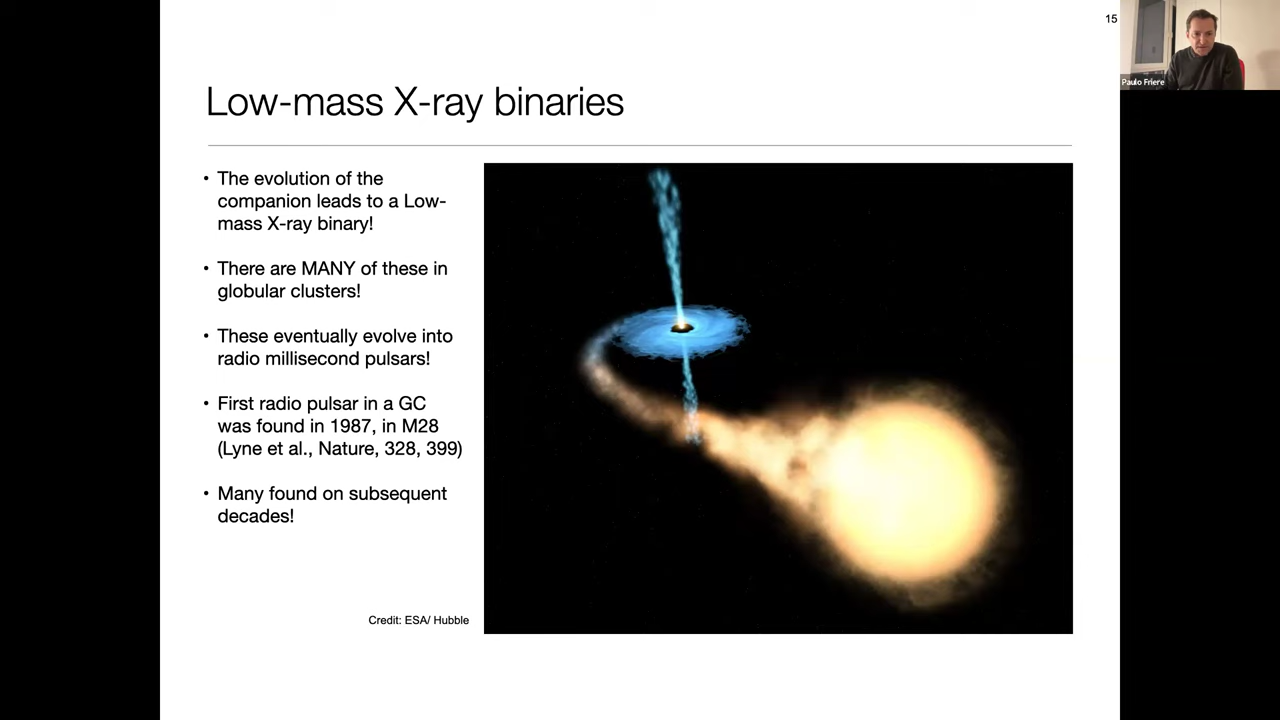 15
Paulo Friere
Low-mass X-ray binaries
• The evolution of the
companion leads to a Low-
mass X-ray binary!
• There are MANY of these in
globular clusters!
• These eventually evolve into
radio millisecond pulsars!
• First radio pulsar in a GC
was found in 1987, in M28
(Lyne et al., Nature, 328, 399)
• Many found on subsequent
decades!
Credit: ESA/ Hubble